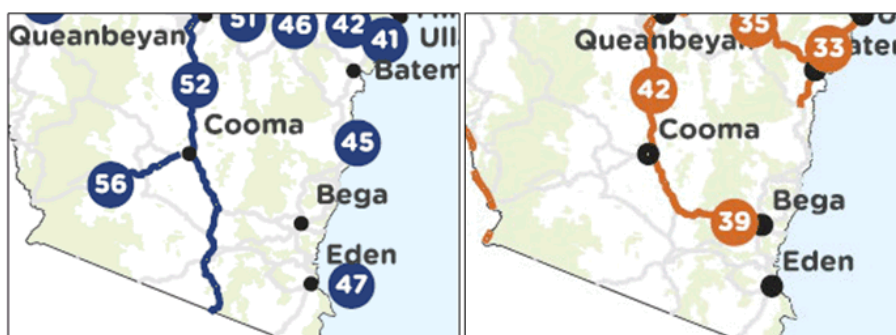 51
46
42
41
Queanbeyan
Ull
Batem
52
Cooma
45
56
Bega
Eden
47
35
33
Queanbeyan
ater
42
Cooma
39
Bega
Eden